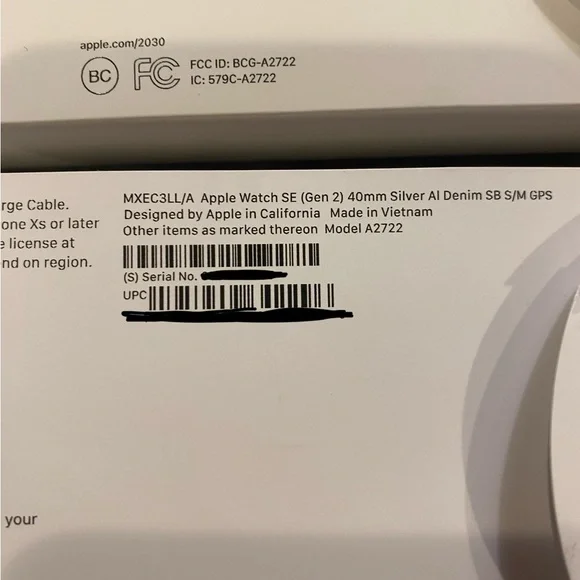 apple.com/2030
BC FC FCC ID: BCG-A2722
IC: 579C-A2722
rge Cable.
one Xs or later
e license at
nd on region.
MXEC3LL/A Apple Watch SE (Gen 2) 40mm Silver Al Denim SB S/M GPS
Designed by Apple in California Made in Vietnam
Other items as marked thereon Model A2722
(S) Serial No.
UPC
your